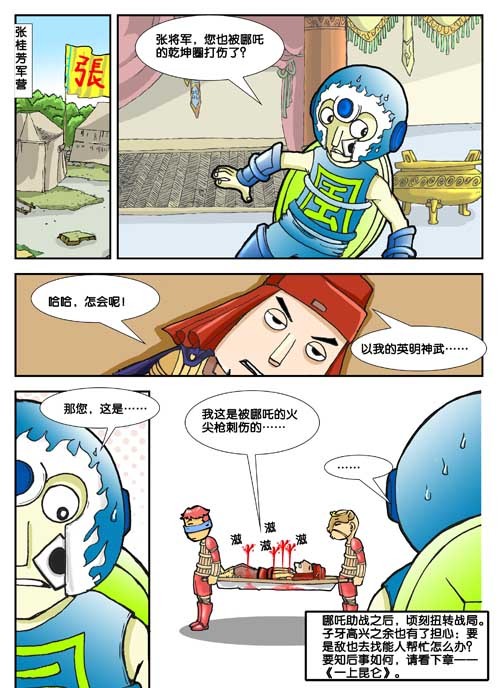 张桂芳军营
張
张将军，您也被哪吒
的乾坤圈打伤了？
風
哈哈，怎会呢！
以我的英明神武……
那您，这是……
我这是被哪吒的火
尖枪刺伤的……
……
滋
滋
滋
滋
哪吒助战之后，顷刻扭转战局。
子牙高兴之余也有了担心：要
是敌也去找能人帮忙怎么办？
要知后事如何，请看下章——
《一上昆仑》。